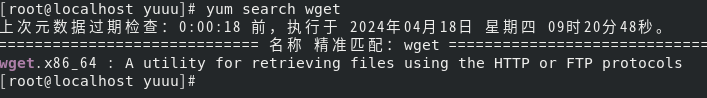 [root@localhost yuuu]# yum search wget
上次元数据过期检查：0:00:18 前，执行于 2024年04月18日 星期四 09时20分48秒。
============================ 名称 精准匹配：wget ============================
wget.x86_64 : A utility for retrieving files using the HTTP or FTP protocols
[root@localhost yuuu]#